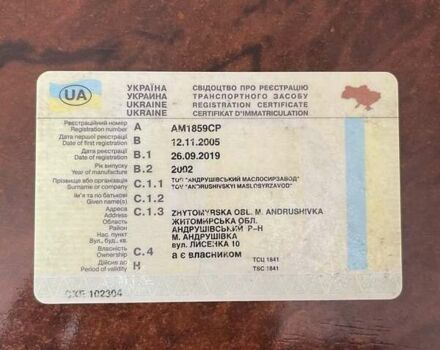 UA
УКРАЇНА
УКРАИНА
UKRAINE
UKRAINE
СВІДОЦТВО ПРО РЕЄСТРАЦІЮ
ТРАНСПОРТНОГО ЗАСОБУ
REGISTRATION CERTIFICATE
CERTIFIKAT D'IMMATRICULATION
Реєстраційний номер
Registration number
A AM1859CP
Дата першої реєстрації
Date of first registration
B 12.11.2005
Дата реєстрації
Date of registration
B.1 26.09.2019
Рік випуску
Year of manufacture
B.2 2002
Прізвище або організація
Surname or company
C.1.1 ТОВ "АНДРУШІВСЬКИЙ МАСЛОСИРЗАВОД"
TOV "ANDRUSHIVSKYI MASLOSYRZAVOD"
Ім'я та по батькові
Given name(s)
C.1.2
Адреса
Address
Область
Район
Нас. пункт
Вул., буд., кв.
C.1.3 ZHYTOMYRSKA OBL. M. ANDRUSHIVKA
ЖИТОМИРСЬКА ОБЛ.
АНДРУШІВСЬКИЙ Р-Н
М. АНДРУШІВКА
вул. ЛИСЕНКА 10
Власність
Ownership
C.4 а є власником
Дійсне до
Period of validity
H
ТСЦ 1841
TSC 1841
CXE 102304